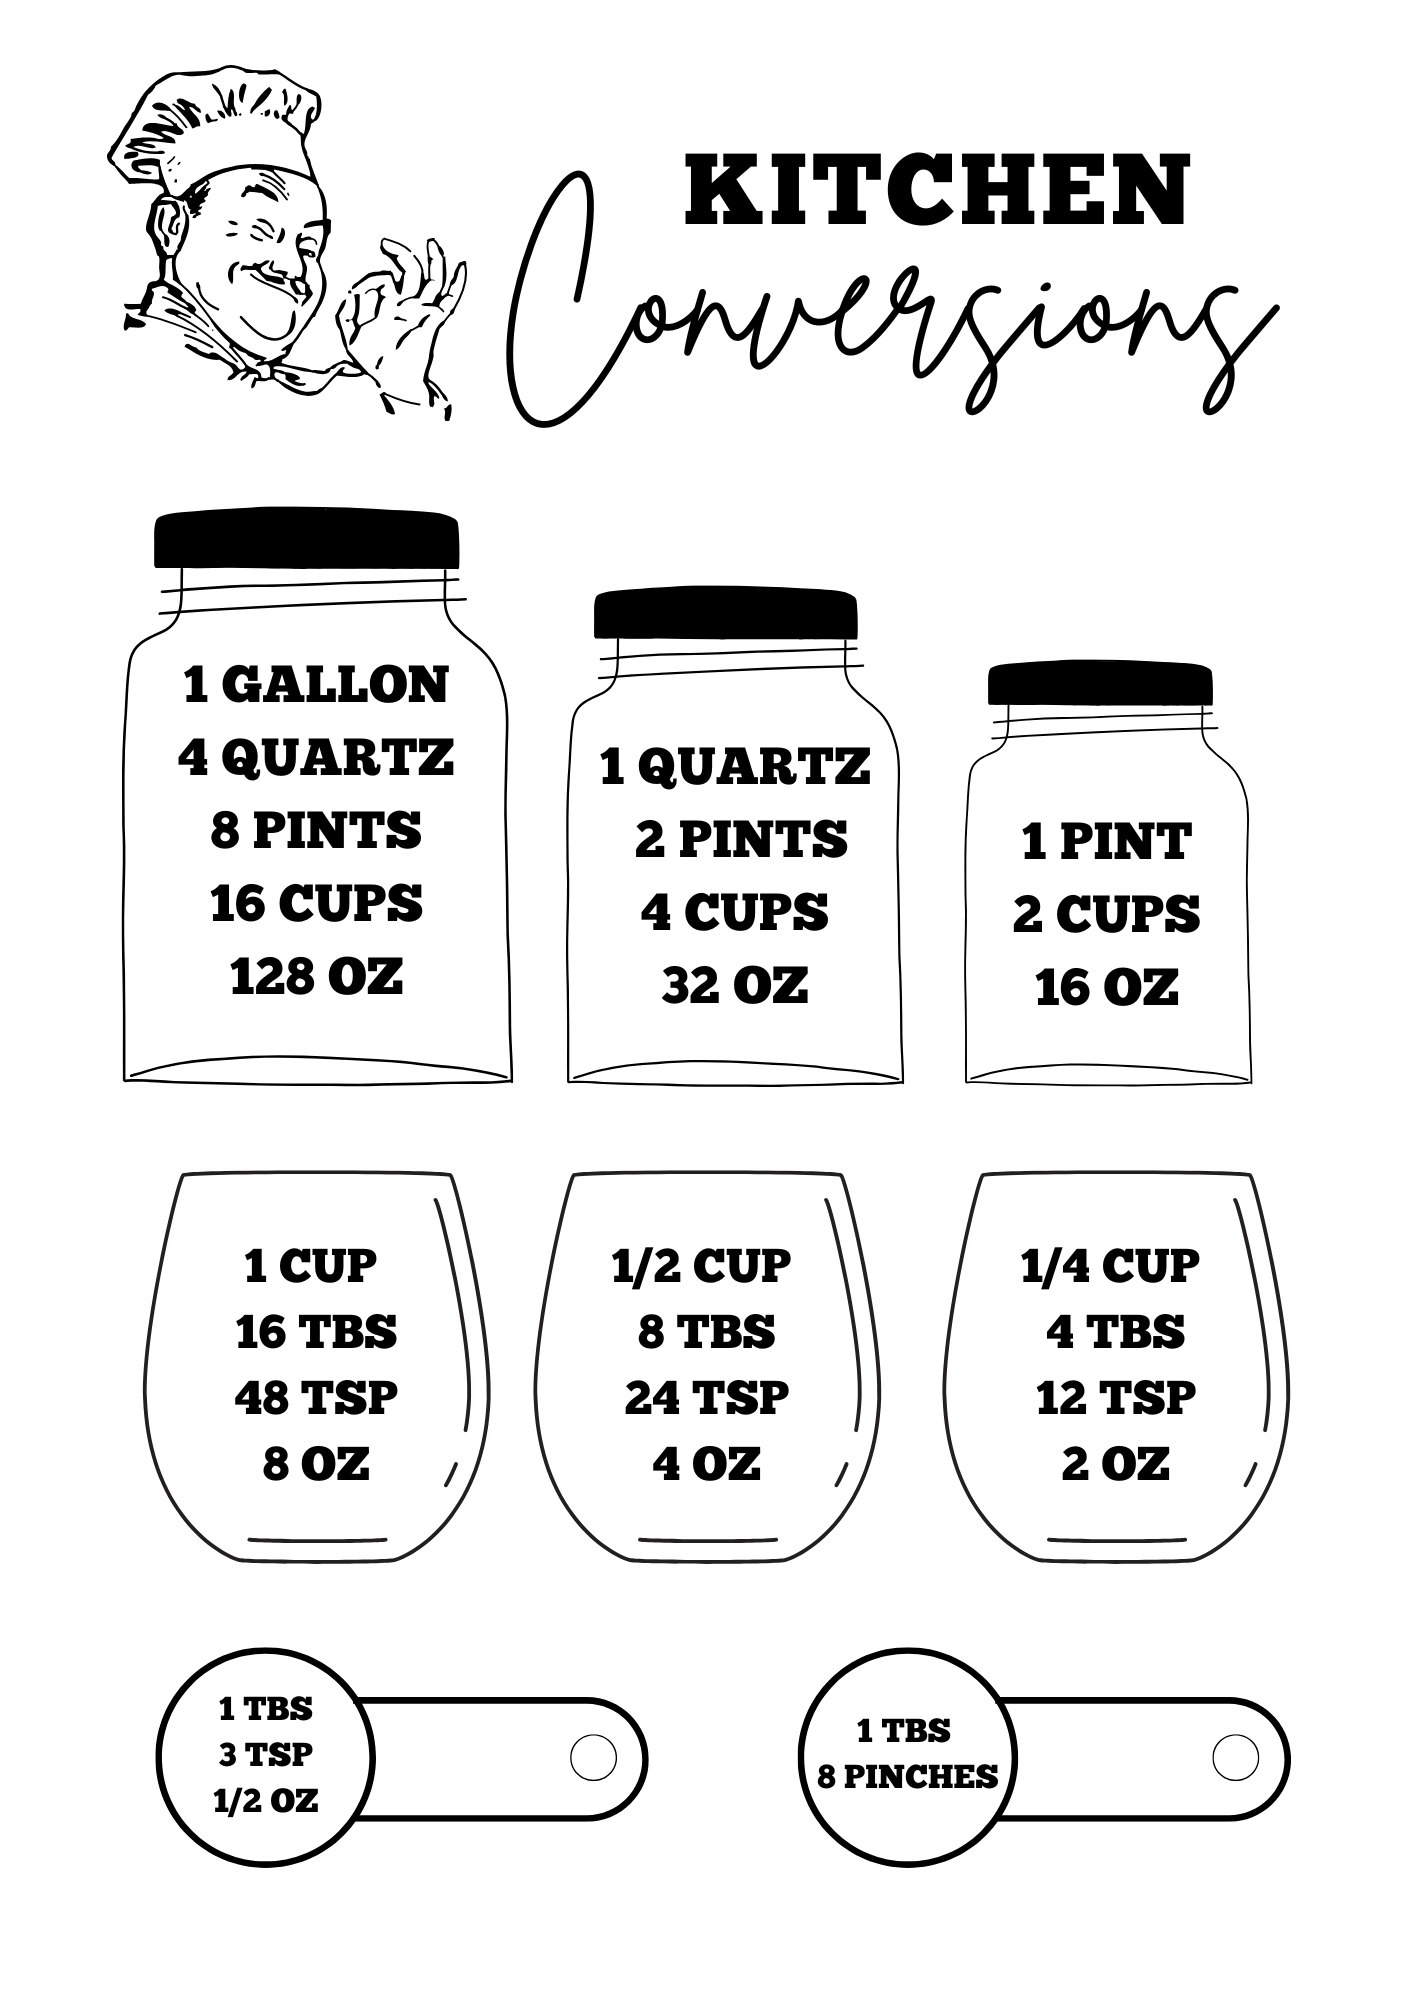 KITCHEN
Conversions
1 GALLON
4 QUARTZ
8 PINTS
16 CUPS
128 OZ
1 QUARTZ
2 PINTS
4 CUPS
32 OZ
1 PINT
2 CUPS
16 OZ
1 CUP
16 TBS
48 TSP
8 OZ
1/2 CUP
8 TBS
24 TSP
4 OZ
1/4 CUP
4 TBS
12 TSP
2 OZ
1 TBS
3 TSP
1/2 OZ
1 TBS
8 PINCHES